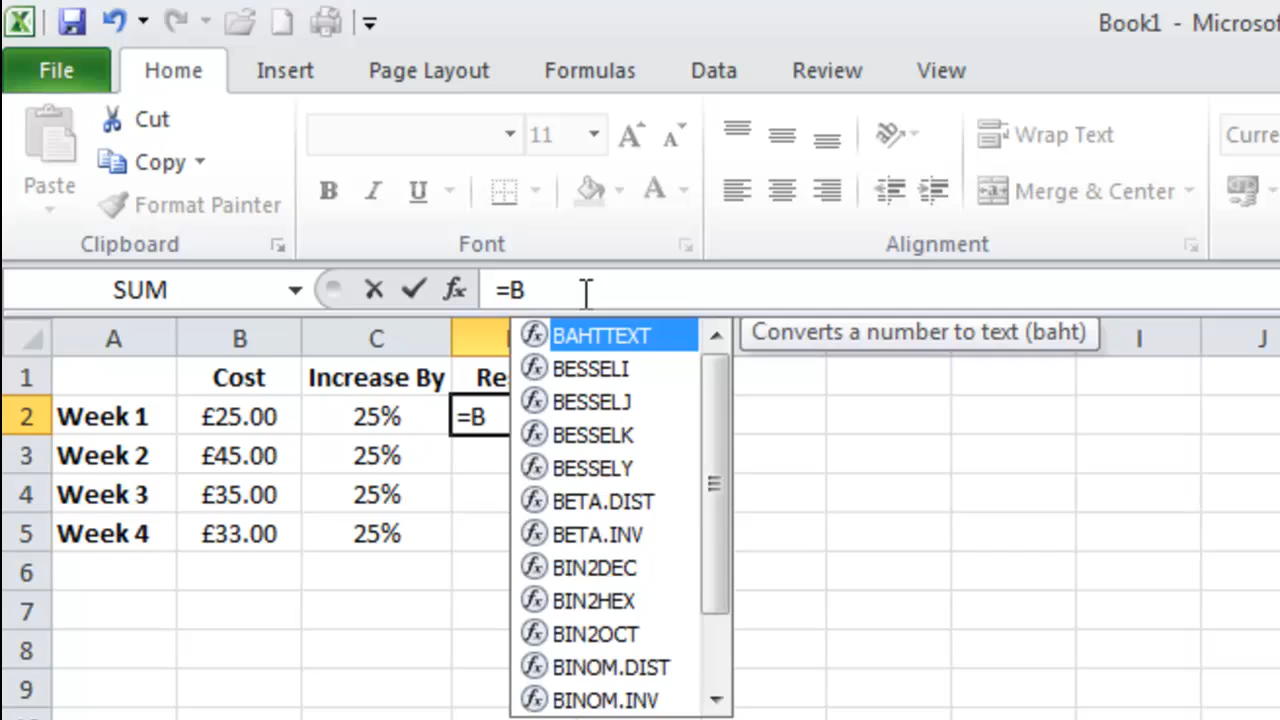 Book1 - Microsof
File Home Insert Page Layout Formulas Data Review View
Cut
Copy
Paste
Format Painter
11
B I U A
Wrap Text
Merge & Center
Curre
Clipboard Font Alignment
SUM fx =B
A B C I J
1 Cost Increase By Re
2 Week 1 £25.00 25% =B
3 Week 2 £45.00 25%
4 Week 3 £35.00 25%
5 Week 4 £33.00 25%
6
7
8
9
BAHTTEXT
Converts a number to text (baht)
BESSELI
BESSELJ
BESSELK
BESSELY
BETA.DIST
BETA.INV
BIN2DEC
BIN2HEX
BIN2OCT
BINOM.DIST
BINOM.INV